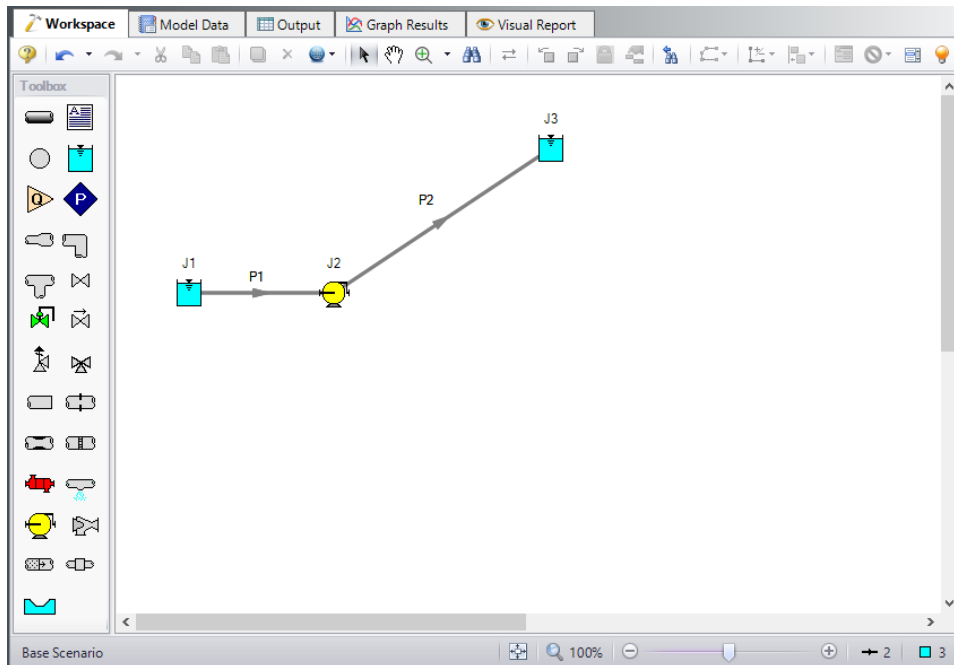 Workspace Model Data Output Graph Results Visual Report
Toolbox
A
Q P
J3
P2
J1 P1 J2
Base Scenario 100% 2 3